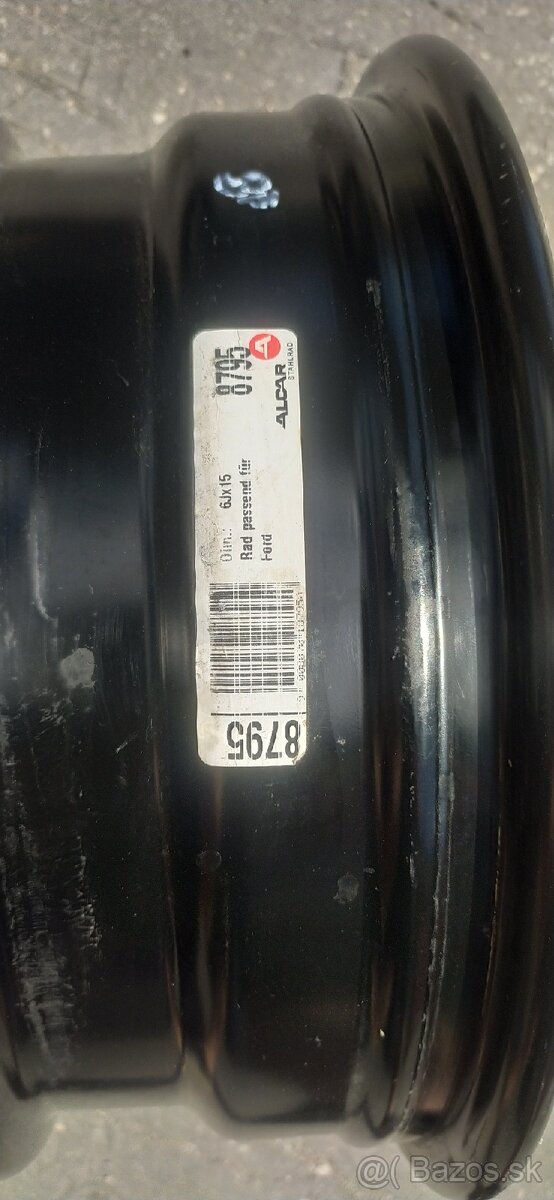 8795
A
ALCAR
STAHLRAD
Dim.: 6Jx15
Rad passend für
Ford
8795
@ Bazos.sk